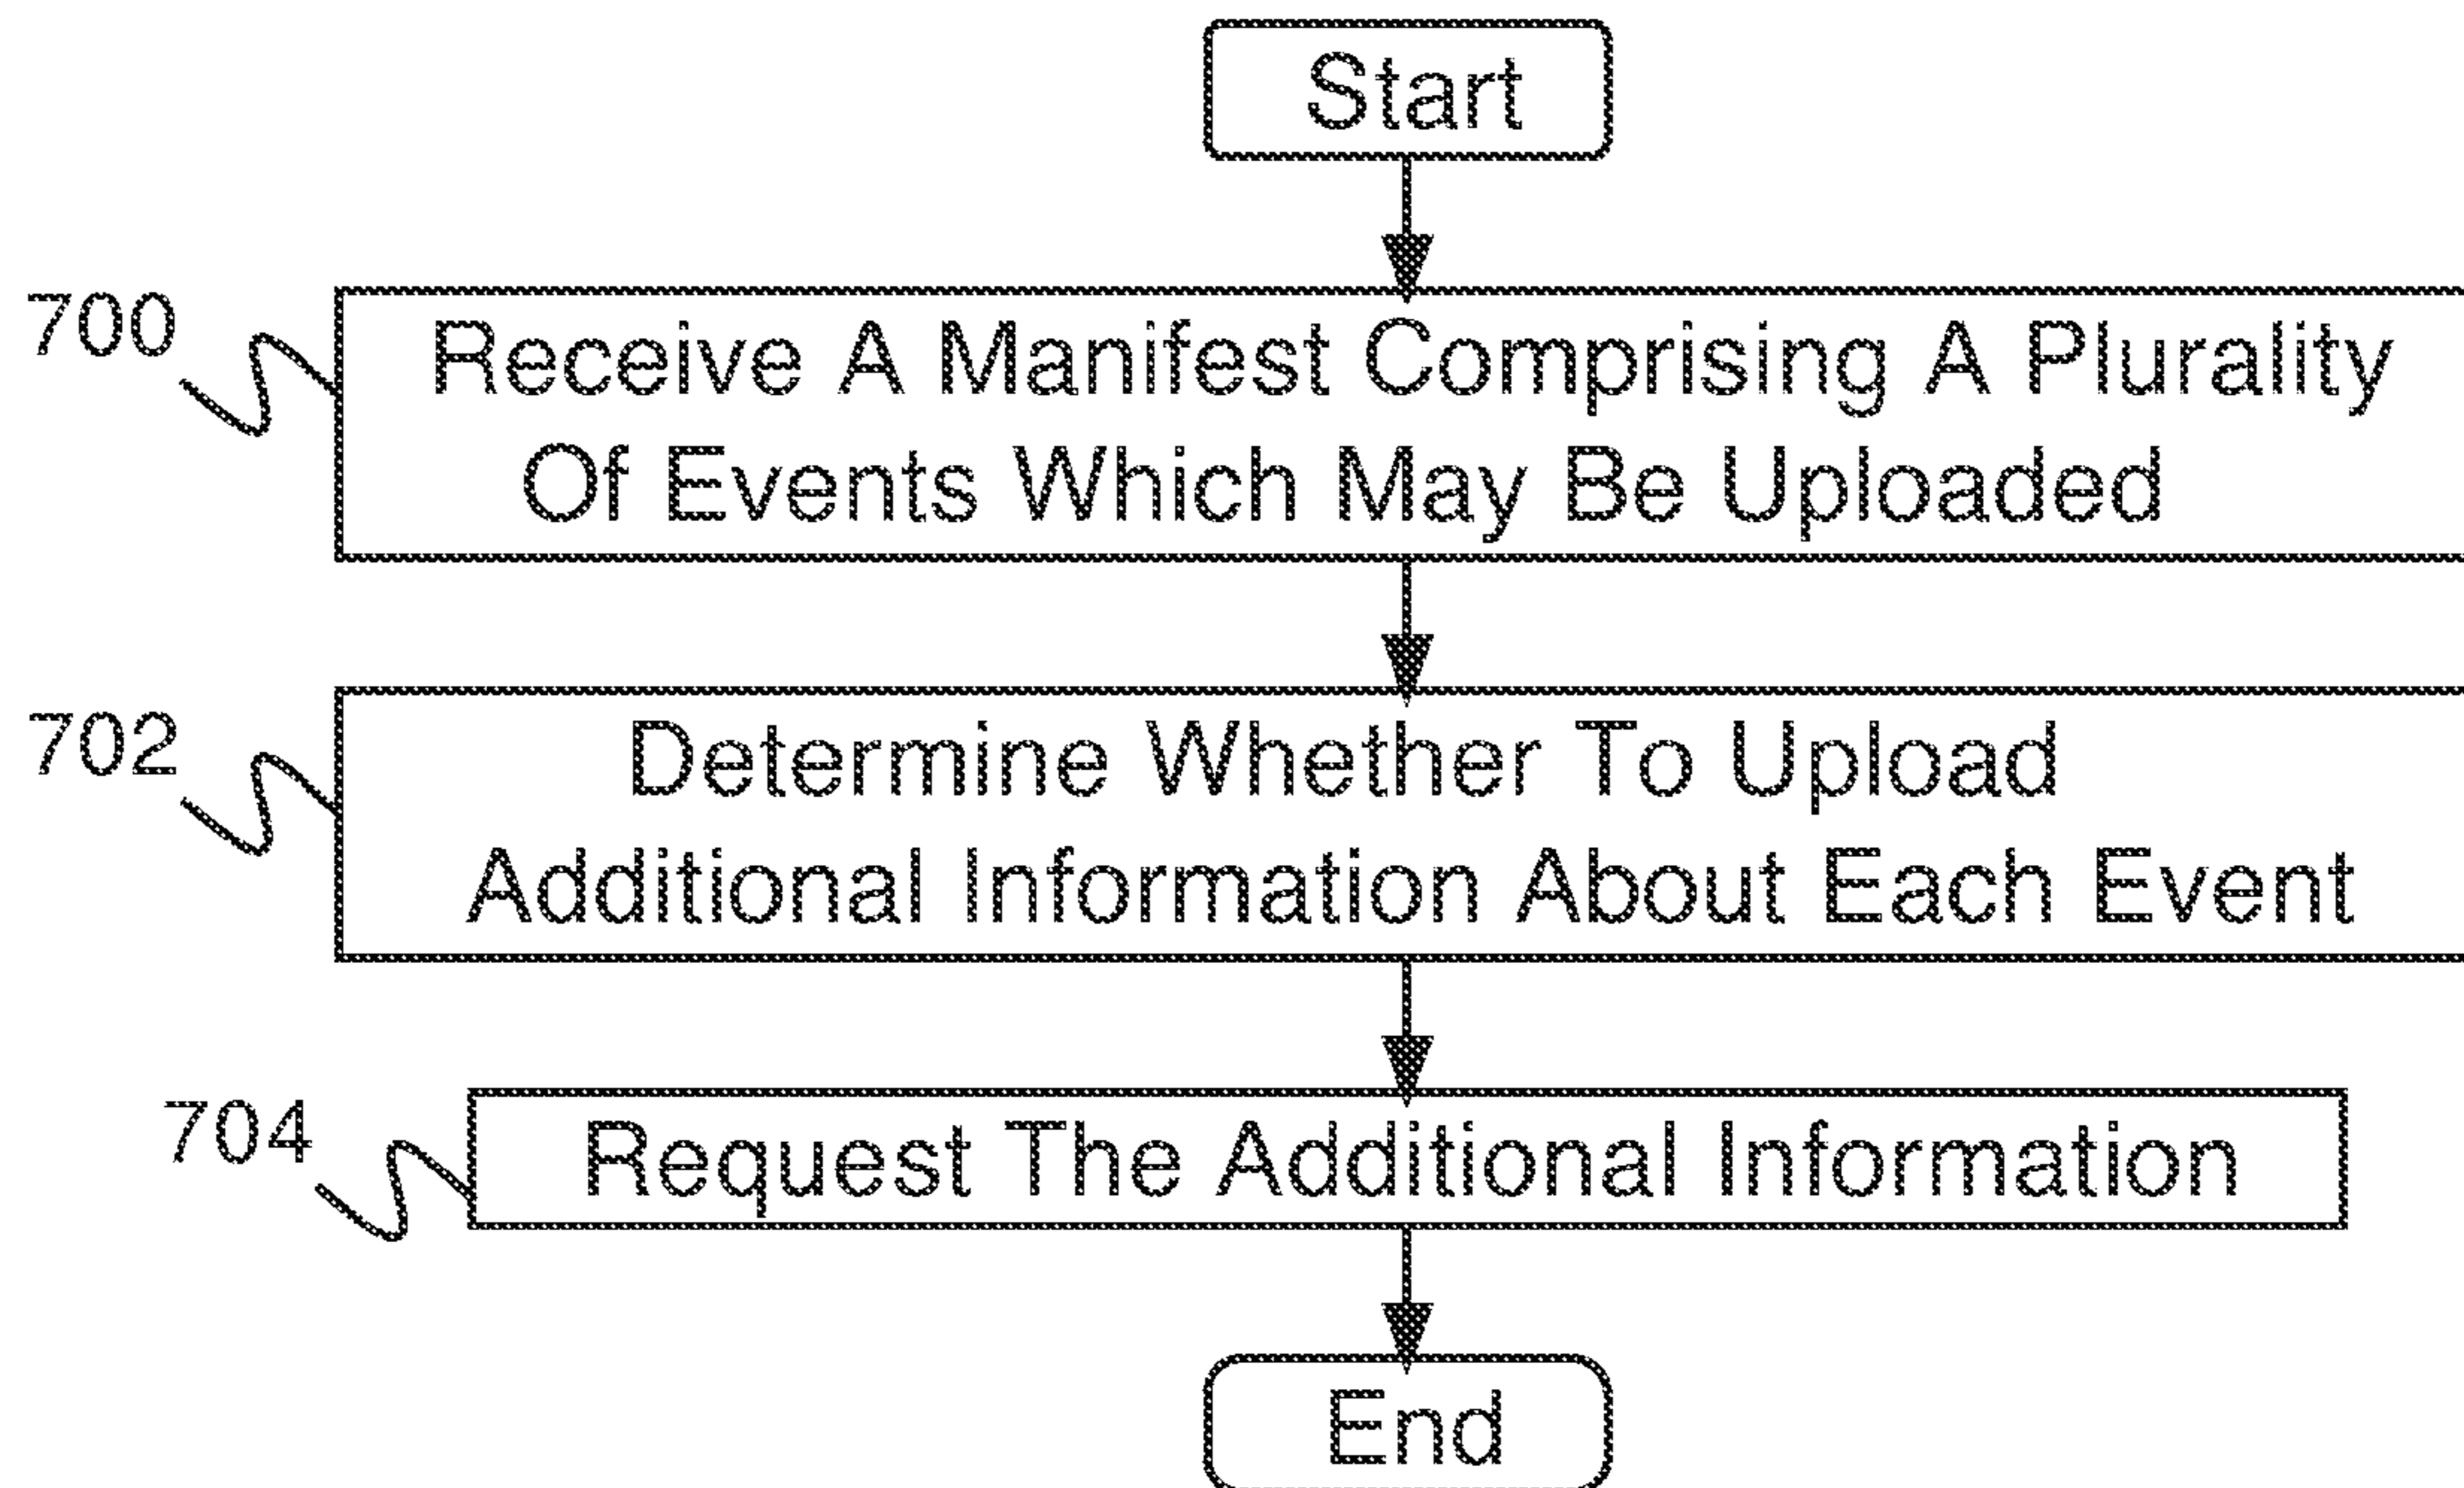 Start
700
Receive A Manifest Comprising A Plurality
Of Events Which May Be Uploaded
702
Determine Whether To Upload
Additional Information About Each Event
704
Request The Additional Information
End